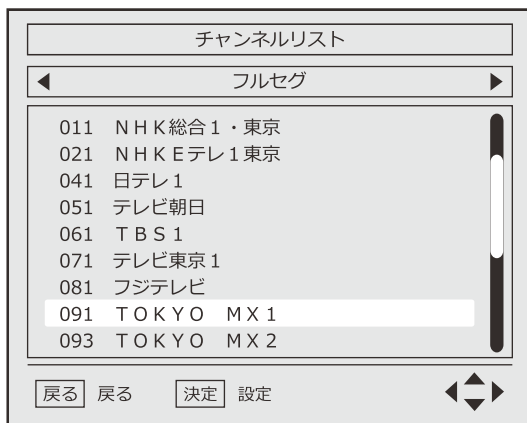 チャンネルリスト
フルセグ
011 NHK総合1・東京
021 NHKEテレ1東京
041 日テレ1
051 テレビ朝日
061 TBS1
071 テレビ東京1
081 フジテレビ
091 TOKYO MX1
093 TOKYO MX2
戻る 戻る 決定 設定